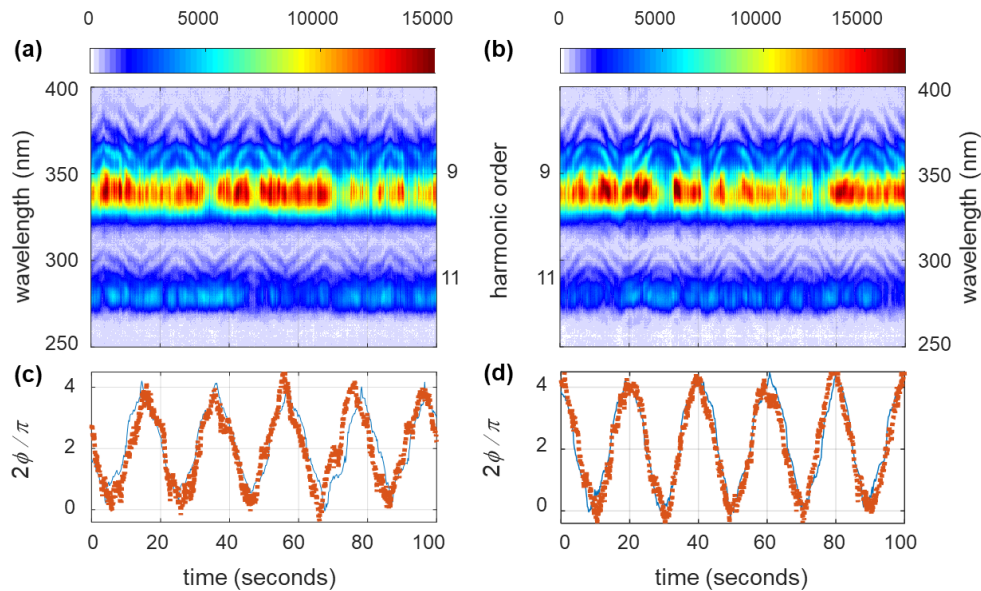 0 5000 10000 15000 0 5000 10000 15000
(a) (b)
400 400
350 9 9 350
300 11 11 300
250 250
wavelength (nm) harmonic order wavelength (nm)
(c) (d)
4 4
2 2
0 0
2ϕ/π 2ϕ/π
0 20 40 60 80 100 0 20 40 60 80 100
time (seconds) time (seconds)